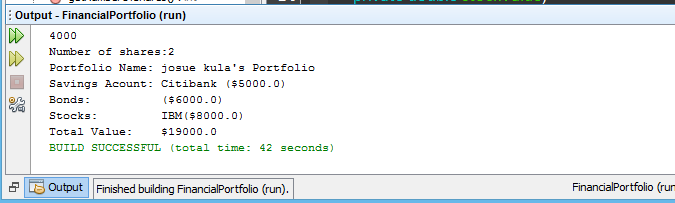 Output - FinancialPortfolio (run)
4000
Number of shares:2
Portfolio Name: josue kula's Portfolio
Savings Acount: Citibank ($5000.0)
Bonds: ($6000.0)
Stocks: IBM($8000.0)
Total Value: $19000.0
BUILD SUCCESSFUL (total time: 42 seconds)
Output
Finished building FinancialPortfolio (run).
FinancialPortfolio (run